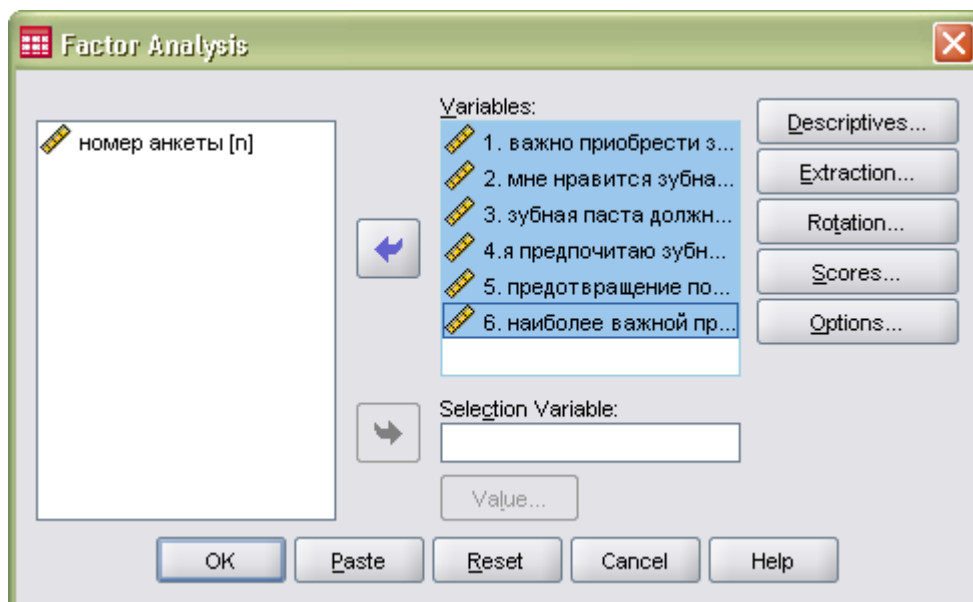 Factor Analysis
номер анкеты [n]
Variables:
1. важно приобрести з...
2. мне нравится зубна...
3. зубная паста должн...
4.я предпочитаю зубн...
5. предотвращение по...
6. наиболее важной пр...
Selection Variable:
Value...
Descriptives...
Extraction...
Rotation...
Scores...
Options...
OK
Paste
Reset
Cancel
Help